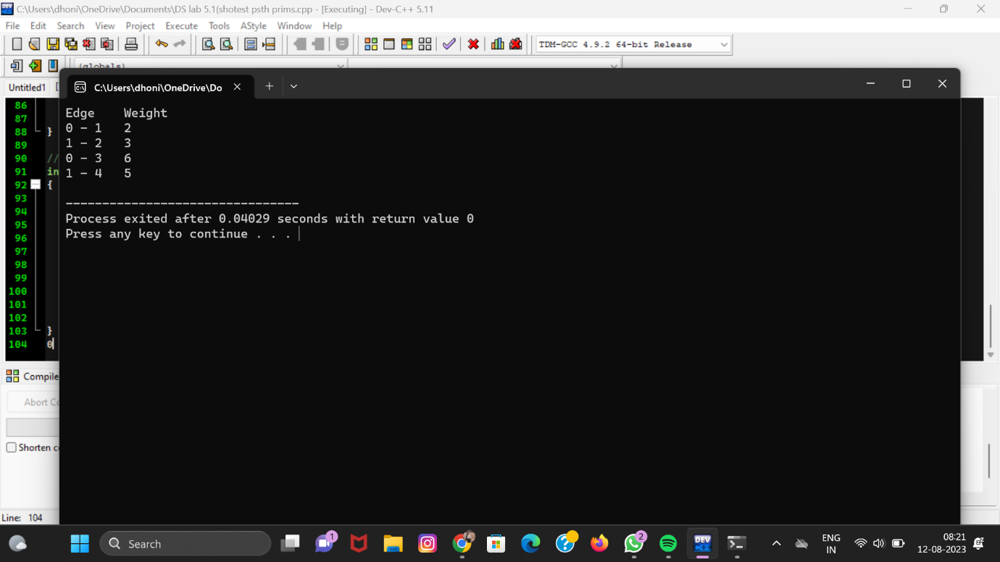 C:\Users\dhoni\OneDrive\Documents\DS lab 5.1(shotest psth prims.cpp - [Executing] - Dev-C++ 5.11
File Edit Search View Project Execute Tools AStyle Window Help
TDM-GCC 4.9.2 64-bit Release
(globals)
Untitled1
C:\Users\dhoni\OneDrive\Do
86
87
88 }
89
90 //
91 in
92 {
93
94
95
96
97
98
99
100
101
102
103 }
104 0
Edge Weight
0 - 1 2
1 - 2 3
0 - 3 6
1 - 4 5
--------------------------------
Process exited after 0.04029 seconds with return value 0
Press any key to continue . . .
Compile
Abort Co
Shorten co
Line: 104
Search
1
2
DEV C++
ENG
IN
08:21
12-08-2023